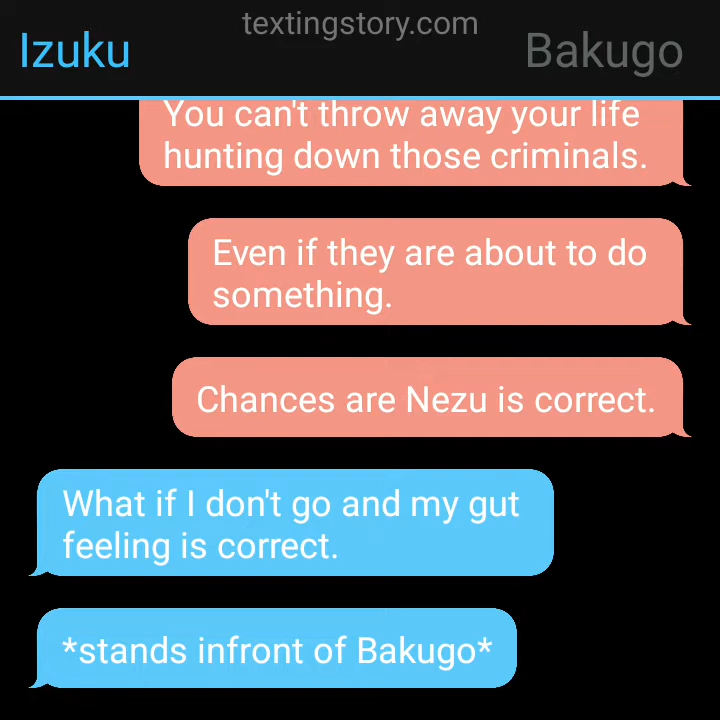 textingstory.com
Izuku
Bakugo
You can't throw away your life
hunting down those criminals.
Even if they are about to do
something.
Chances are Nezu is correct.
What if I don't go and my gut
feeling is correct.
*stands infront of Bakugo*